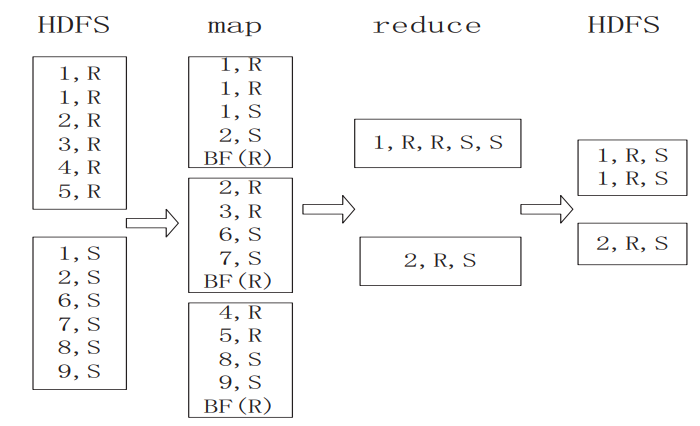 HDFS
map
reduce
HDFS
1, R
1, R
2, R
3, R
4, R
5, R
1, S
2, S
6, S
7, S
8, S
9, S
1, R
1, R
1, S
2, S
BF(R)
2, R
3, R
6, S
7, S
BF(R)
4, R
5, R
8, S
9, S
BF(R)
1, R, R, S, S
2, R, S
1, R, S
1, R, S
2, R, S